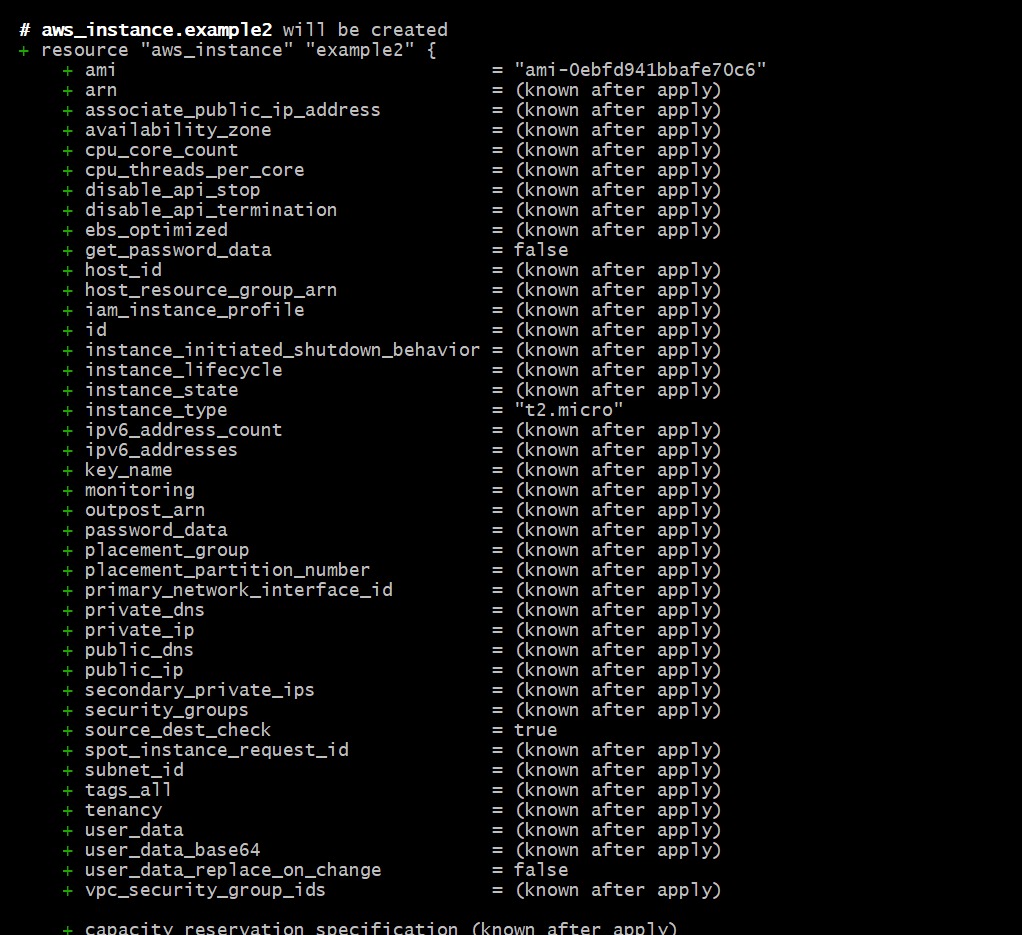 # aws_instance.example2 will be created
+ resource "aws_instance" "example2" {
+ ami = "ami-0ebfd941bbafe70c6"
+ arn = (known after apply)
+ associate_public_ip_address = (known after apply)
+ availability_zone = (known after apply)
+ cpu_core_count = (known after apply)
+ cpu_threads_per_core = (known after apply)
+ disable_api_stop = (known after apply)
+ disable_api_termination = (known after apply)
+ ebs_optimized = (known after apply)
+ get_password_data = false
+ host_id = (known after apply)
+ host_resource_group_arn = (known after apply)
+ iam_instance_profile = (known after apply)
+ id = (known after apply)
+ instance_initiated_shutdown_behavior = (known after apply)
+ instance_lifecycle = (known after apply)
+ instance_state = (known after apply)
+ instance_type = "t2.micro"
+ ipv6_address_count = (known after apply)
+ ipv6_addresses = (known after apply)
+ key_name = (known after apply)
+ monitoring = (known after apply)
+ outpost_arn = (known after apply)
+ password_data = (known after apply)
+ placement_group = (known after apply)
+ placement_partition_number = (known after apply)
+ primary_network_interface_id = (known after apply)
+ private_dns = (known after apply)
+ private_ip = (known after apply)
+ public_dns = (known after apply)
+ public_ip = (known after apply)
+ secondary_private_ips = (known after apply)
+ security_groups = (known after apply)
+ source_dest_check = true
+ spot_instance_request_id = (known after apply)
+ subnet_id = (known after apply)
+ tags_all = (known after apply)
+ tenancy = (known after apply)
+ user_data = (known after apply)
+ user_data_base64 = (known after apply)
+ user_data_replace_on_change = false
+ vpc_security_group_ids = (known after apply)
+ capacity_reservation_specification (known after apply)